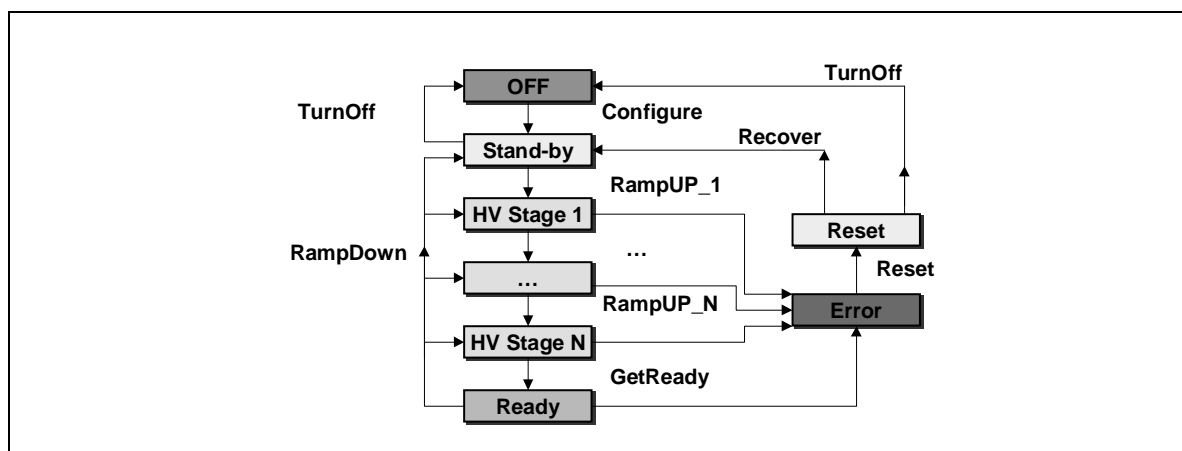 TurnOff
OFF
TurnOff
Configure
Stand-by
Recover
RampUP_1
HV Stage 1
Reset
RampDown
...
Reset
...
RampUP_N
Error
HV Stage N
GetReady
Ready